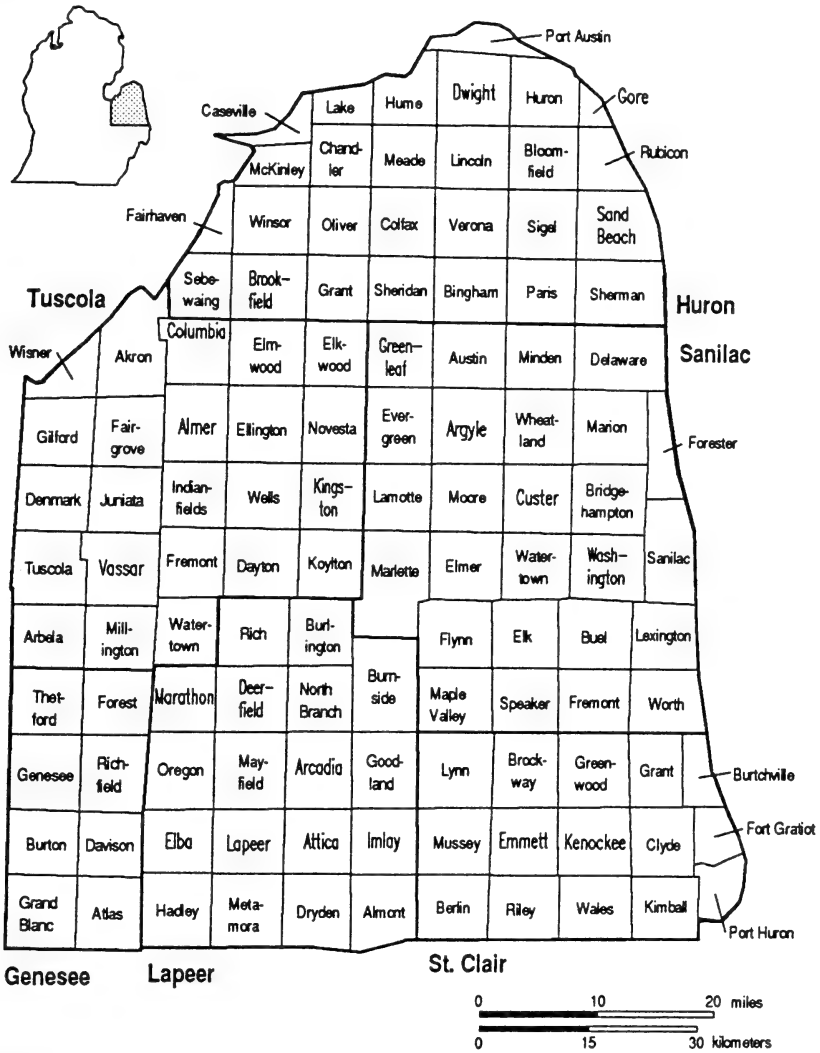 Port Austin
Caseville
Lake
Hume
Dwight
Huron
Gore
McKinley
Chand-
ler
Meade
Lincoln
Bloom-
field
Rubicon
Fairhaven
Winsor
Oliver
Colfax
Verona
Sigel
Sand
Beach
Tuscola
Sebe-
waing
Brook-
field
Grant
Sheridan
Bingham
Paris
Sherman
Huron
Wisner
Akron
Columbia
Elm-
wood
Elk-
wood
Green-
leaf
Austin
Minden
Delaware
Sanilac
Gilford
Fair-
grove
Almer
Ellington
Novesta
Ever-
green
Argyle
Wheat-
land
Marion
Forester
Denmark
Juniata
Indian-
fields
Wells
Kings-
ton
Lamotte
Moore
Custer
Bridge-
hampton
Tuscola
Vassar
Fremont
Dayton
Koylton
Marlette
Elmer
Water-
town
Wash-
ington
Sanilac
Arbela
Mill-
ington
Water-
town
Rich
Burl-
ington
Flynn
Elk
Buel
Lexington
Thet-
ford
Forest
Marathon
Deer-
field
North
Branch
Burn-
side
Maple
Valley
Speaker
Fremont
Worth
Genesee
Rich-
field
Oregon
May-
field
Arcadia
Good-
land
Lynn
Brock-
way
Green-
wood
Grant
Burtchville
Burton
Davison
Elba
Lapeer
Attica
Imlay
Mussey
Emmett
Kenockee
Clyde
Fort Gratiot
Grand
Blanc
Atlas
Hadley
Meta-
mora
Dryden
Almont
Berlin
Riley
Wales
Kimball
Port Huron
Genesee
Lapeer
St. Clair
0 10 20 miles
0 15 30 kilometers